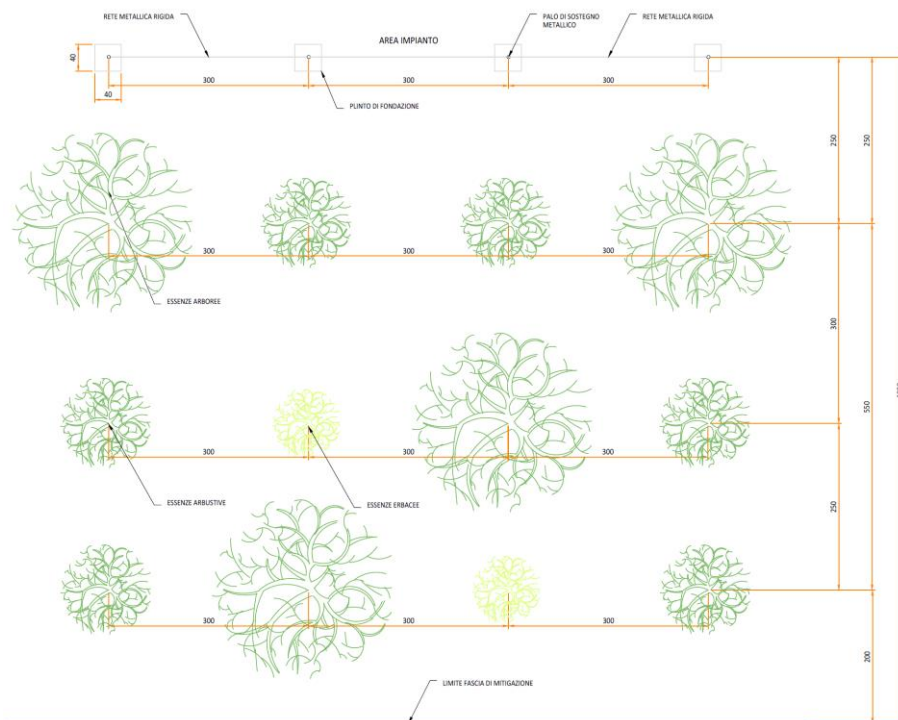 RETE METALLICA RIGIDA
PALO DI SOSTEGNO
METALLICO
RETE METALLICA RIGIDA
AREA IMPIANTO
40
300
300
300
40
PLINTO DI FONDAZIONE
250
250
300
300
300
ESSENZE ARBOREE
300
550
300
300
300
ESSENZE ARBUSTIVE
ESSENZE ERBACEE
250
300
300
300
200
LIMITE FASCIA DI MITIGAZIONE